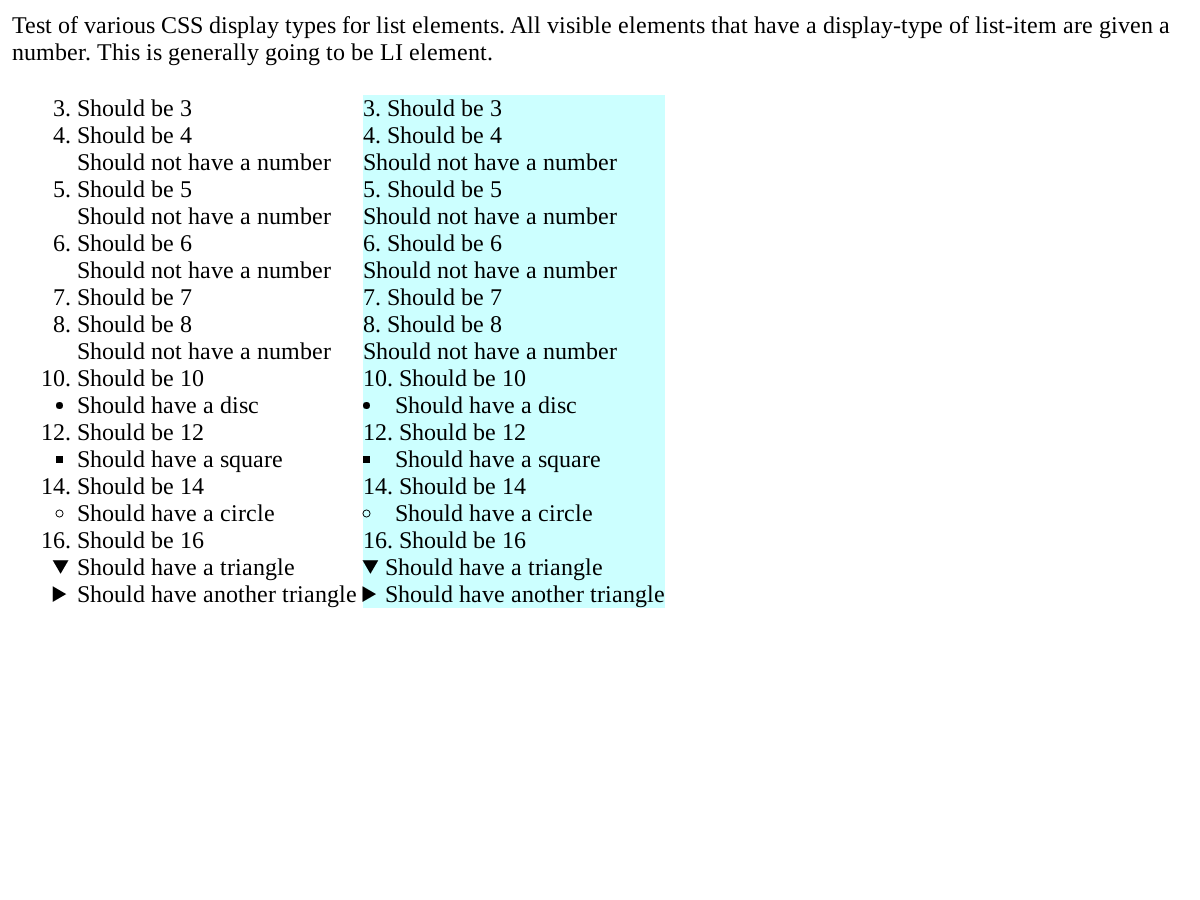 Test of various CSS display types for list elements. All visible elements that have a display-type of list-item are given a
number. This is generally going to be LI element.
3. Should be 3
4. Should be 4
Should not have a number
5. Should be 5
Should not have a number
6. Should be 6
Should not have a number
7. Should be 7
8. Should be 8
Should not have a number
10. Should be 10
• Should have a disc
12. Should be 12
▪ Should have a square
14. Should be 14
◦ Should have a circle
16. Should be 16
▼ Should have a triangle
▶ Should have another triangle
3. Should be 3
4. Should be 4
Should not have a number
5. Should be 5
Should not have a number
6. Should be 6
Should not have a number
7. Should be 7
8. Should be 8
Should not have a number
10. Should be 10
• Should have a disc
12. Should be 12
▪ Should have a square
14. Should be 14
◦ Should have a circle
16. Should be 16
▼ Should have a triangle
▶ Should have another triangle